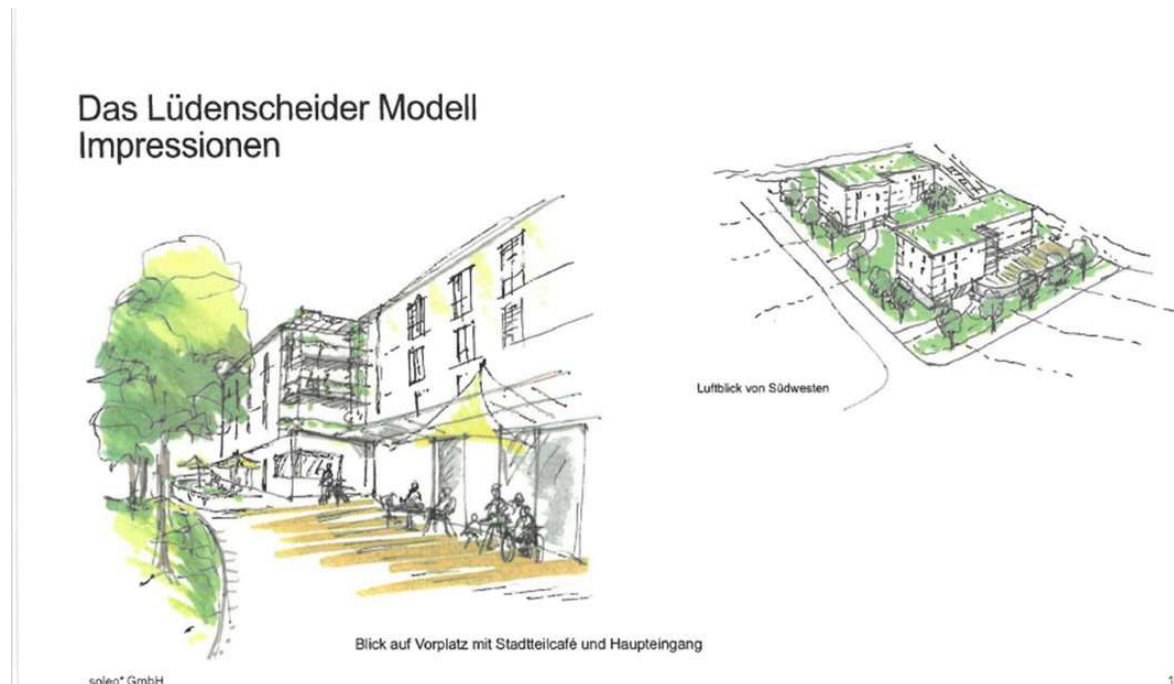 Das Lüdenscheider Modell
Impressionen
Luftblick von Südwesten
Blick auf Vorplatz mit Stadtteilcafé und Haupteingang
soleo* GmbH